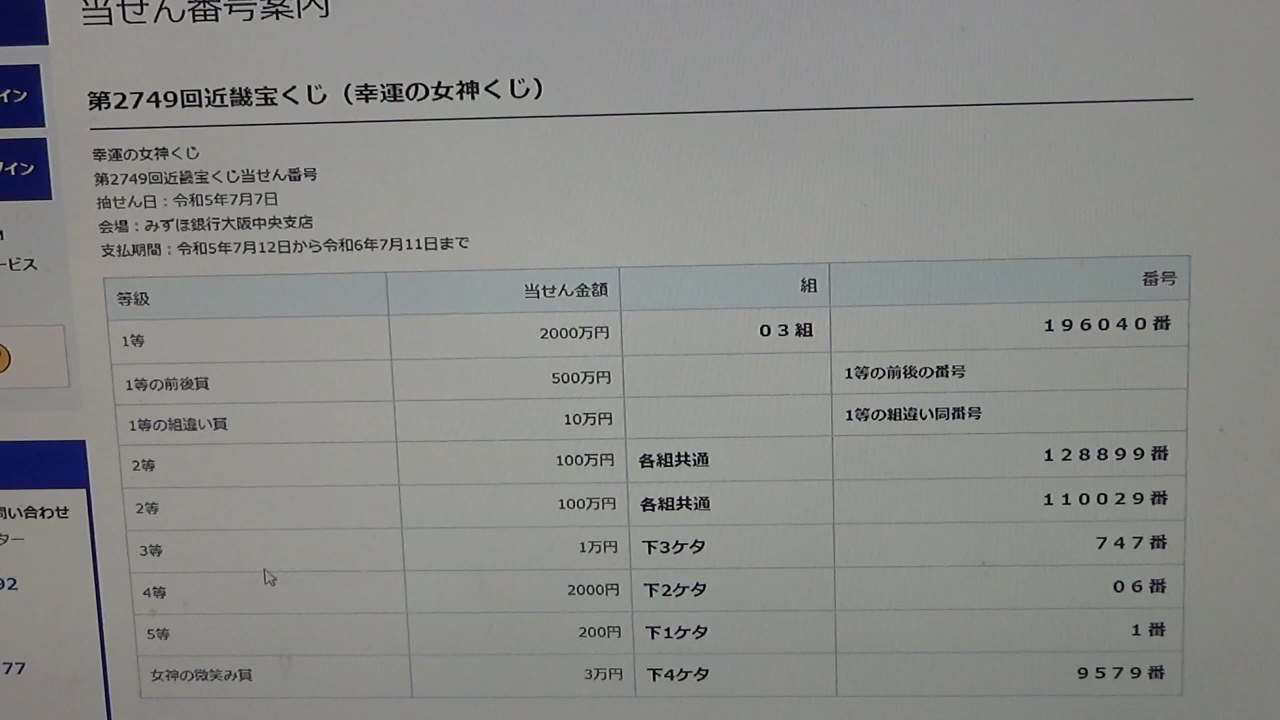 当せん番号案内
第2749回近畿宝くじ（幸運の女神くじ）
幸運の女神くじ
第2749回近畿宝くじ当せん番号
抽せん日：令和5年7月7日
会場：みずほ銀行大阪中央支店
支払期間：令和5年7月12日から令和6年7月11日まで
等級 当せん金額 組 番号
1等 2000万円 03組 196040番
1等の前後賞 500万円 1等の前後の番号
1等の組違い賞 10万円 1等の組違い同番号
2等 100万円 各組共通 128899番
2等 100万円 各組共通 110029番
3等 1万円 下3ケタ 747番
4等 2000円 下2ケタ 06番
5等 200円 下1ケタ 1番
女神の微笑み賞 3万円 下4ケタ 9579番
イン
イン
ービス
問い合わせ
ター
92
77